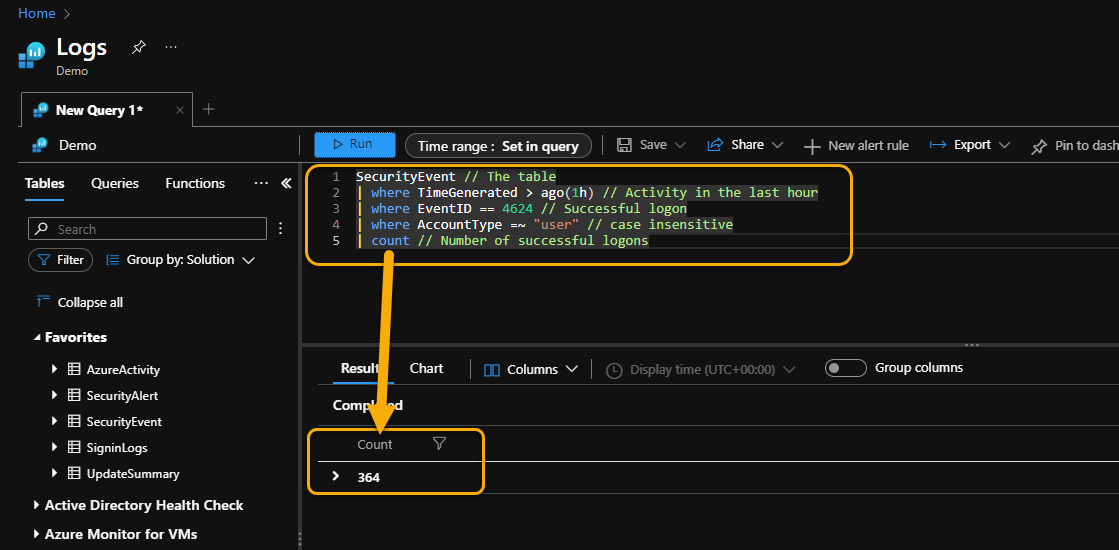 Home
Logs
Demo
New Query 1*
Demo
Run
Time range : Set in query
Save
Share
New alert rule
Export
Pin to dash
Tables
Queries
Functions
Search
Filter
Group by: Solution
Collapse all
Favorites
AzureActivity
SecurityAlert
SecurityEvent
SigninLogs
UpdateSummary
Active Directory Health Check
Azure Monitor for VMs
1 SecurityEvent // The table
2 | where TimeGenerated > ago(1h) // Activity in the last hour
3 | where EventID == 4624 // Successful logon
4 | where AccountType =~ "user" // case insensitive
5 | count // Number of successful logons
Result
Chart
Columns
Display time (UTC+00:00)
Group columns
Completed
Count
364